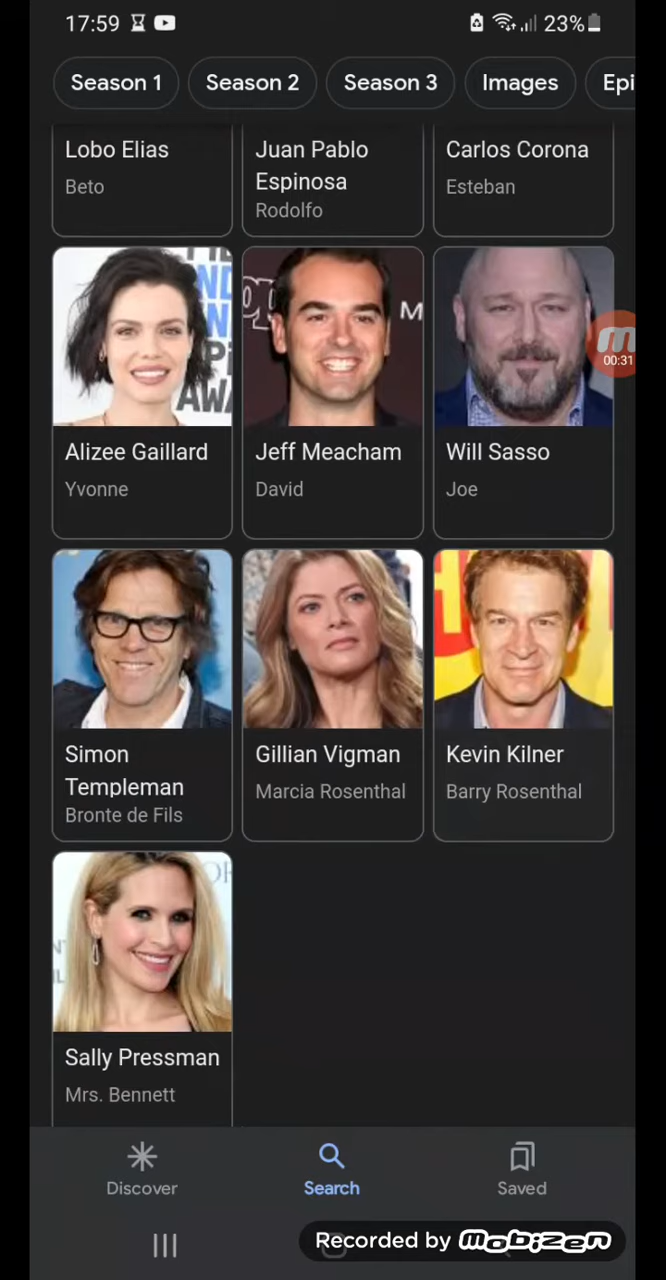 17:59
23%
Season 1
Season 2
Season 3
Images
Epi
Lobo Elias
Beto
Juan Pablo
Espinosa
Rodolfo
Carlos Corona
Esteban
M
00:31
Alizee Gaillard
Yvonne
Jeff Meacham
David
Will Sasso
Joe
Simon
Templeman
Bronte de Fils
Gillian Vigman
Marcia Rosenthal
Kevin Kilner
Barry Rosenthal
Sally Pressman
Mrs. Bennett
Discover
Search
Saved
Recorded by mobizen